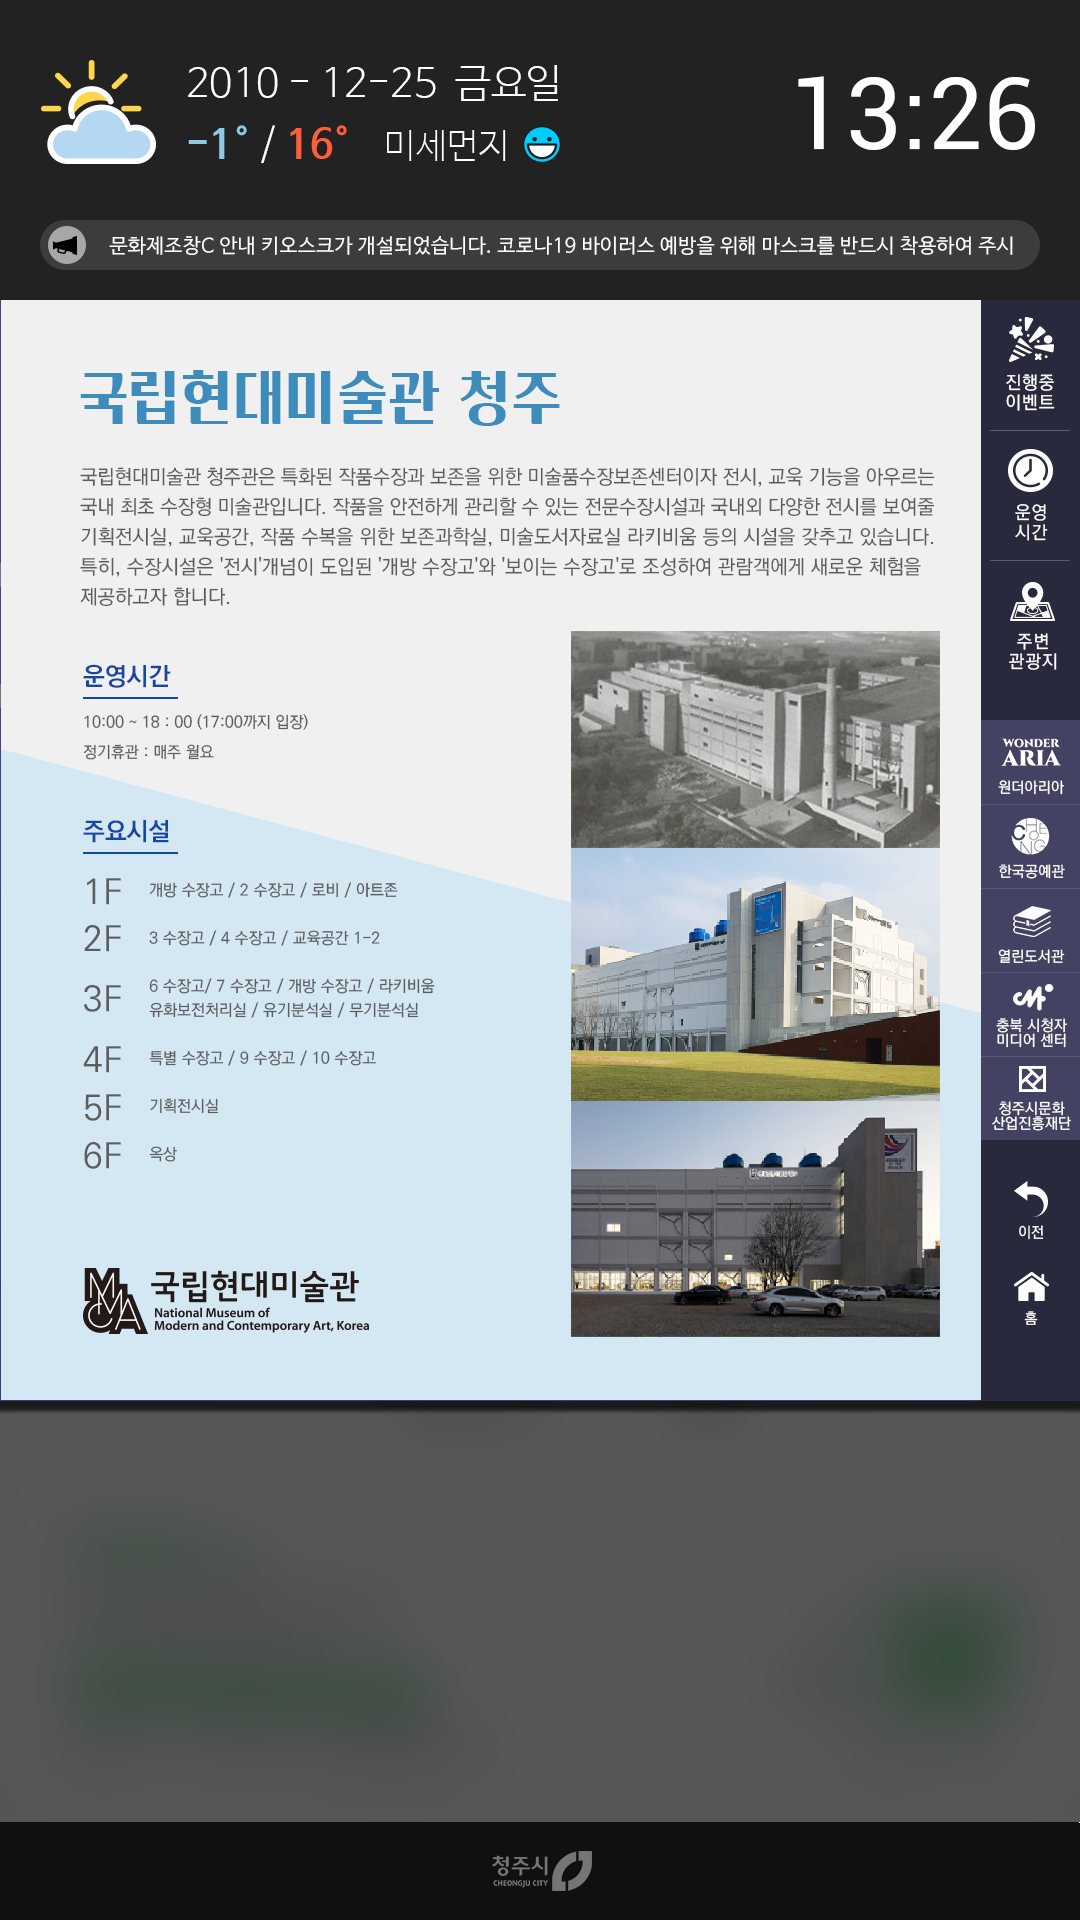 2010 - 12-25 금요일
-1° / 16° 미세먼지
13:26
문화제조창C 안내 키오스크가 개설되었습니다. 코로나19 바이러스 예방을 위해 마스크를 반드시 착용하여 주시
국립현대미술관 청주
국립현대미술관 청주관은 특화된 작품수장과 보존을 위한 미술품수장보존센터이자 전시, 교육 기능을 아우르는
국내 최초 수장형 미술관입니다. 작품을 안전하게 관리할 수 있는 전문수장시설과 국내외 다양한 전시를 보여줄
기획전시실, 교육공간, 작품 수복을 위한 보존과학실, 미술도서자료실 라키비움 등의 시설을 갖추고 있습니다.
특히, 수장시설은 '전시'개념이 도입된 '개방 수장고'와 '보이는 수장고'로 조성하여 관람객에게 새로운 체험을
제공하고자 합니다.
운영시간
10:00 ~ 18 : 00 (17:00까지 입장)
정기휴관 : 매주 월요
주요시설
1F 개방 수장고 / 2 수장고 / 로비 / 아트존
2F 3 수장고 / 4 수장고 / 교육공간 1-2
3F 6 수장고/ 7 수장고 / 개방 수장고 / 라키비움
유화보전처리실 / 유기분석실 / 무기분석실
4F 특별 수장고 / 9 수장고 / 10 수장고
5F 기획전시실
6F 옥상
MMCA 국립현대미술관
National Museum of
Modern and Contemporary Art, Korea
진행중
이벤트
운영
시간
주변
관광지
WONDER
ARIA
원더아리아
CHEONG
한국공예관
열린도서관
충북 시청자
미디어 센터
청주시문화
산업진흥재단
이전
홈
청주시
CHEONGJU CITY